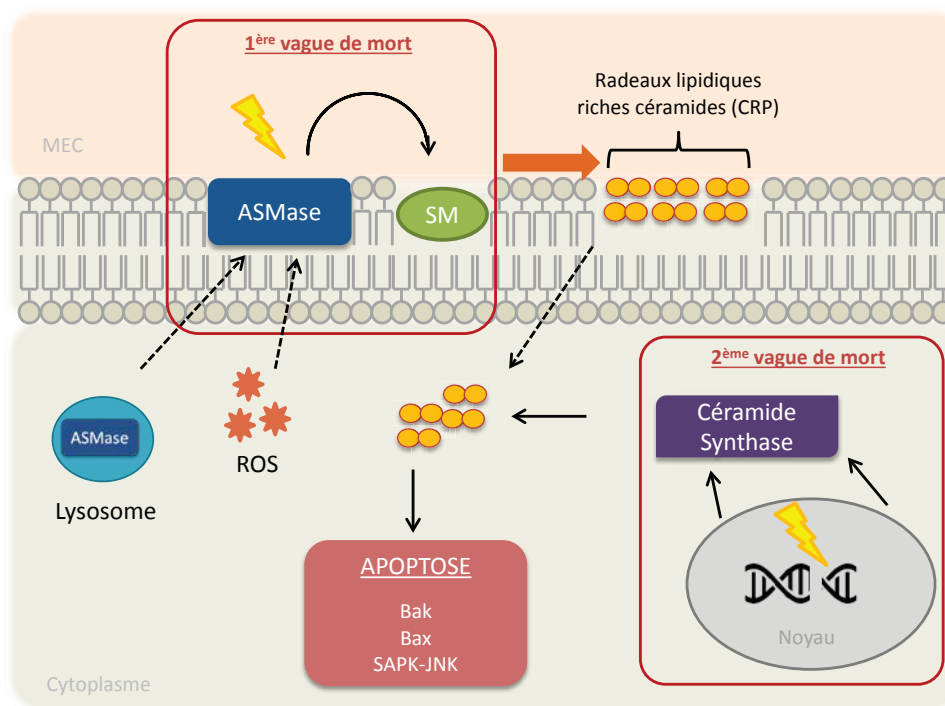 1ère vague de mort
Radeaux lipidiques
riches céramides (CRP)
MEC
ASMase
SM
2ème vague de mort
Céramide
Synthase
ASMase
ROS
Lysosome
APOPTOSE
Bak
Bax
SAPK-JNK
Noyau
Cytoplasme